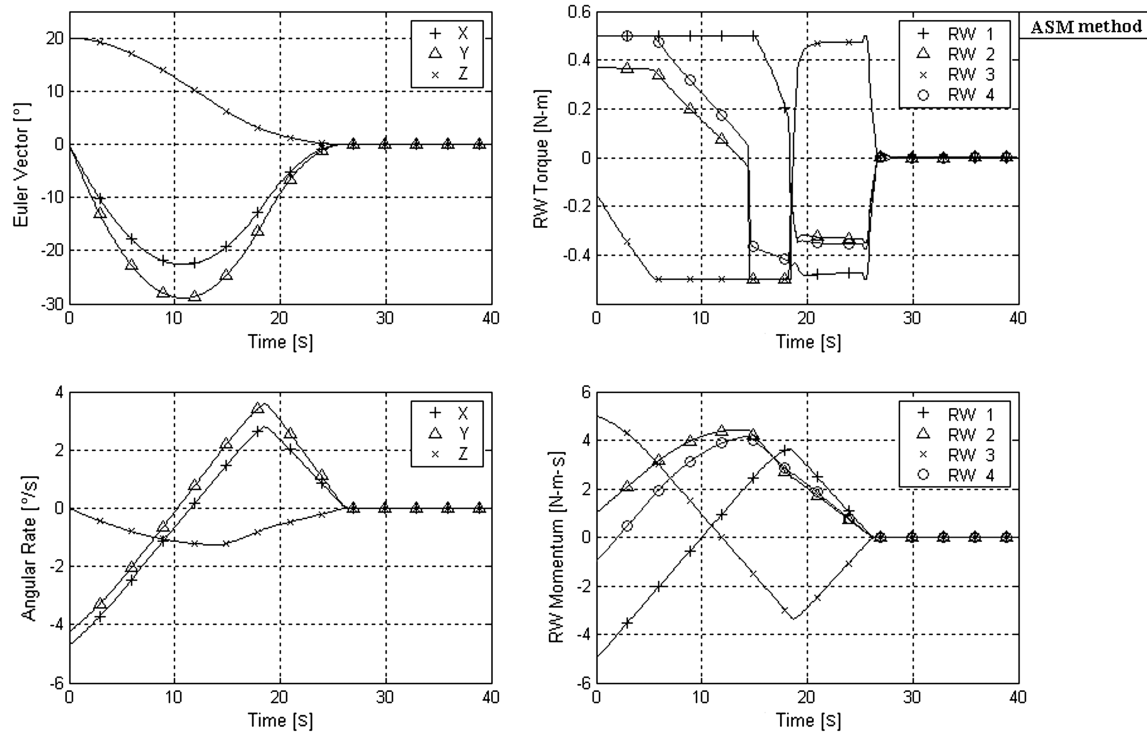 ASM method
20
10
0
-10
-20
-30
Euler Vector [°]
X
Y
Z
0 10 20 30 40
Time [S]
0.6
0.4
0.2
0
-0.2
-0.4
RW Torque [N-m]
RW 1
RW 2
RW 3
RW 4
0 10 20 30 40
Time [S]
4
2
0
-2
-4
-6
Angular Rate [°/s]
X
Y
Z
0 10 20 30 40
Time [S]
6
4
2
0
-2
-4
-6
RW Momentum [N-m-s]
RW 1
RW 2
RW 3
RW 4
0 10 20 30 40
Time [S]